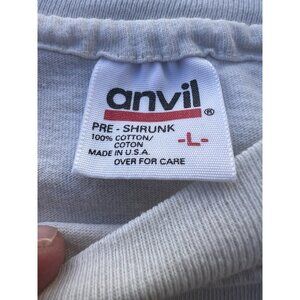 anvil®
PRE - SHRUNK
100% COTTON/
COTON
MADE IN U.S.A.
-L-
OVER FOR CARE